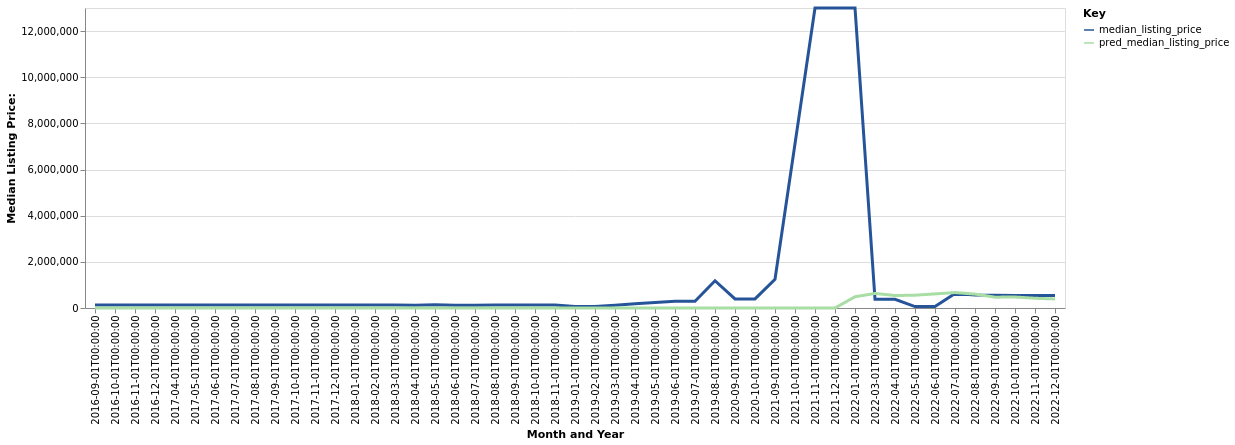 Key
median_listing_price
pred_median_listing_price
Median Listing Price:
12,000,000
10,000,000
8,000,000
6,000,000
4,000,000
2,000,000
0
2016-09-01T00:00:00
2016-10-01T00:00:00
2016-11-01T00:00:00
2016-12-01T00:00:00
2017-04-01T00:00:00
2017-05-01T00:00:00
2017-06-01T00:00:00
2017-07-01T00:00:00
2017-08-01T00:00:00
2017-09-01T00:00:00
2017-10-01T00:00:00
2017-11-01T00:00:00
2017-12-01T00:00:00
2018-01-01T00:00:00
2018-02-01T00:00:00
2018-03-01T00:00:00
2018-04-01T00:00:00
2018-05-01T00:00:00
2018-06-01T00:00:00
2018-07-01T00:00:00
2018-08-01T00:00:00
2018-09-01T00:00:00
2018-10-01T00:00:00
2018-11-01T00:00:00
2019-01-01T00:00:00
2019-02-01T00:00:00
2019-03-01T00:00:00
2019-04-01T00:00:00
2019-05-01T00:00:00
2019-06-01T00:00:00
2019-07-01T00:00:00
2019-08-01T00:00:00
2020-09-01T00:00:00
2020-10-01T00:00:00
2021-09-01T00:00:00
2021-10-01T00:00:00
2021-11-01T00:00:00
2021-12-01T00:00:00
2022-01-01T00:00:00
2022-03-01T00:00:00
2022-04-01T00:00:00
2022-05-01T00:00:00
2022-06-01T00:00:00
2022-07-01T00:00:00
2022-08-01T00:00:00
2022-09-01T00:00:00
2022-10-01T00:00:00
2022-11-01T00:00:00
2022-12-01T00:00:00
Month and Year